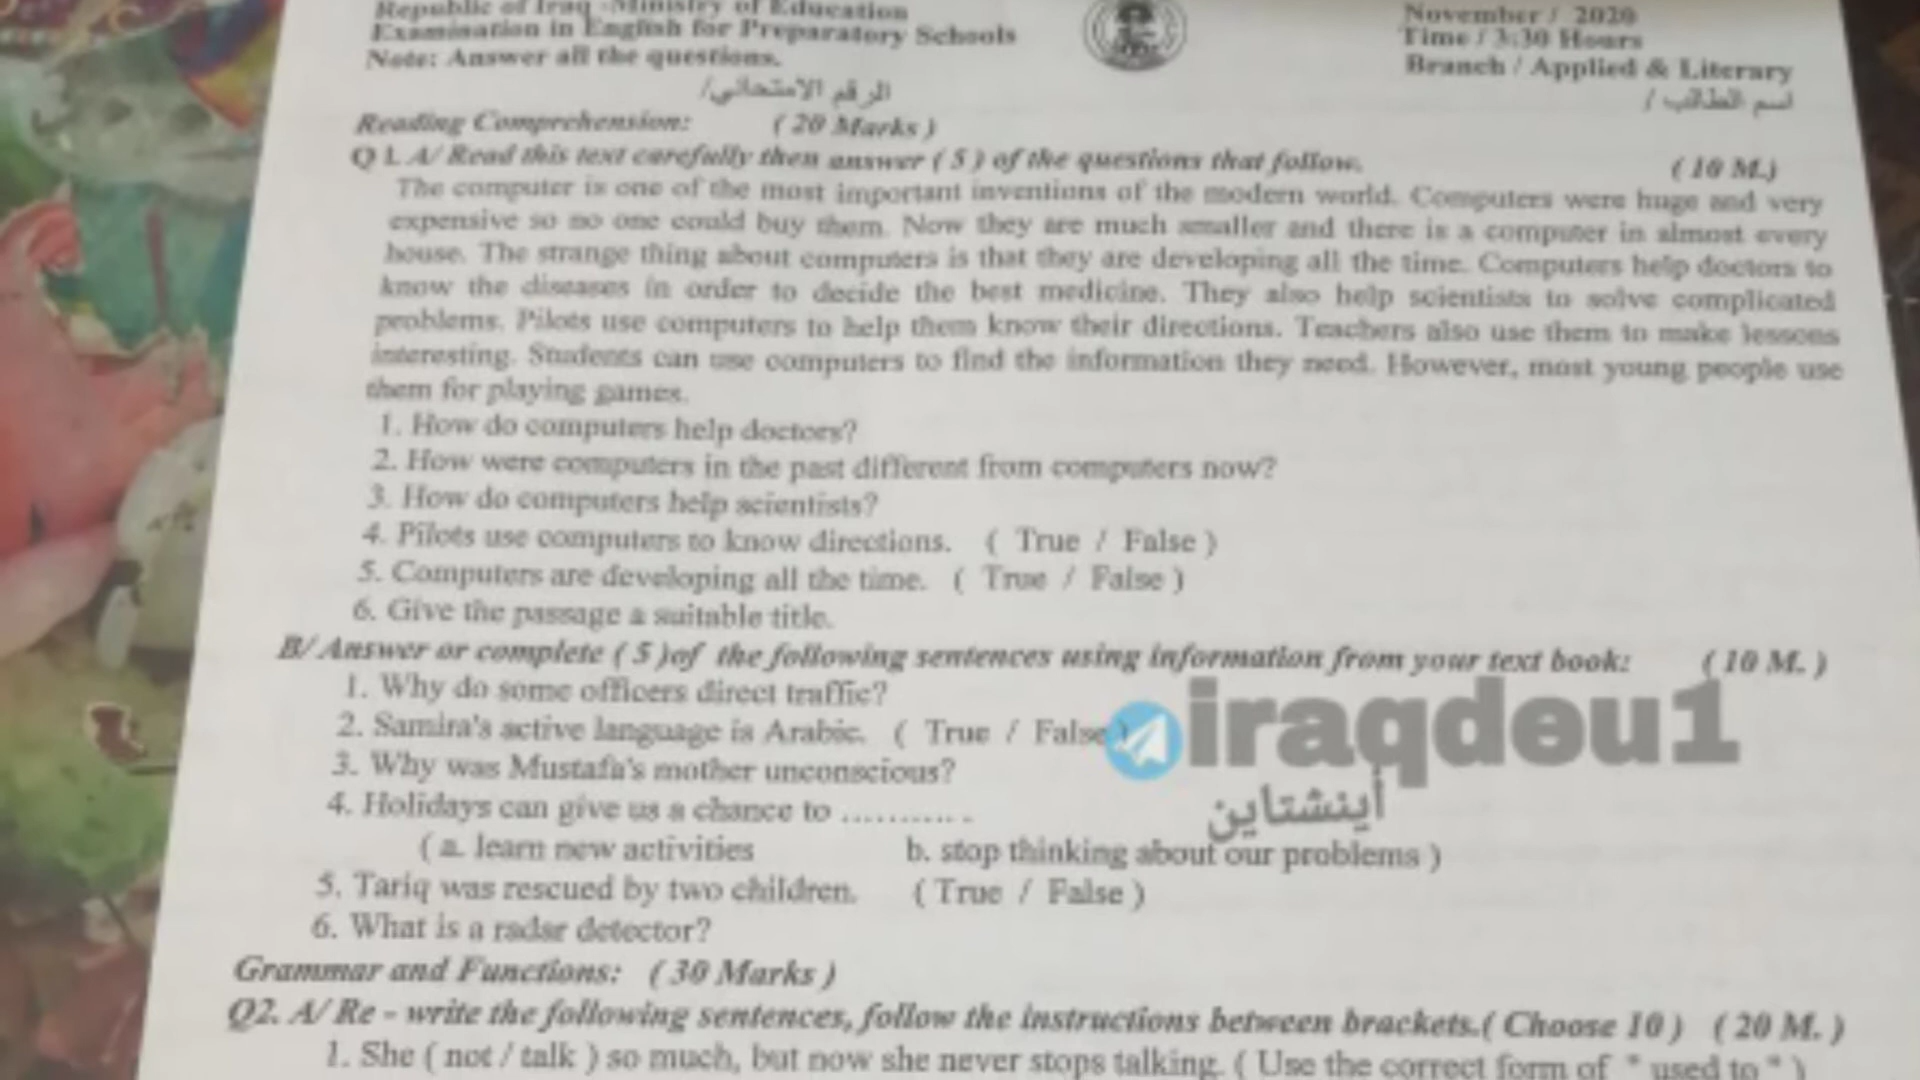 Republic of Iraq -Ministry of Education
Examination in English for Preparatory Schools
Note: Answer all the questions.
November / 2020
Time / 3:30 Hours
Branch / Applied & Literary
الرقم الامتحاني/
اسم الطالب /
Reading Comprehension: ( 20 Marks )
Q 1. A/ Read this text carefully then answer ( 5 ) of the questions that follow. ( 10 M.)
The computer is one of the most important inventions of the modern world. Computers were huge and very
expensive so no one could buy them. Now they are much smaller and there is a computer in almost every
house. The strange thing about computers is that they are developing all the time. Computers help doctors to
know the diseases in order to decide the best medicine. They also help scientists to solve complicated
problems. Pilots use computers to help them know their directions. Teachers also use them to make lessons
interesting. Students can use computers to find the information they need. However, most young people use
them for playing games.
1. How do computers help doctors?
2. How were computers in the past different from computers now?
3. How do computers help scientists?
4. Pilots use computers to know directions. ( True / False )
5. Computers are developing all the time. ( True / False )
6. Give the passage a suitable title.
B/ Answer or complete ( 5 )of the following sentences using information from your text book: ( 10 M. )
1. Why do some officers direct traffic?
2. Samira's active language is Arabic. ( True / False )
iraqdeu1
3. Why was Mustafa's mother unconscious?
أينشتاين
4. Holidays can give us a chance to ........... .
( a. learn new activities b. stop thinking about our problems )
5. Tariq was rescued by two children. ( True / False )
6. What is a radar detector?
Grammar and Functions: ( 30 Marks )
Q2. A/ Re - write the following sentences, follow the instructions between brackets.( Choose 10 ) ( 20 M. )
1. She ( not / talk ) so much, but now she never stops talking. ( Use the correct form of " used to " )